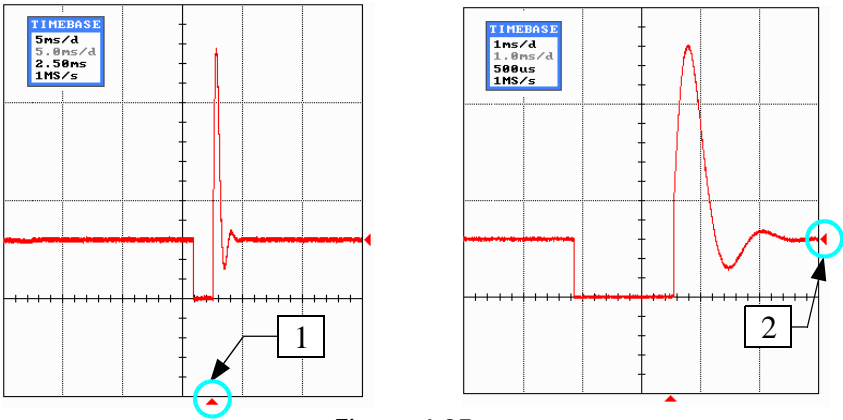 TIMEBASE
5ms/d
5.0ms/d
2.50ms
1MS/s
1
TIMEBASE
1ms/d
1.0ms/d
500us
1MS/s
2